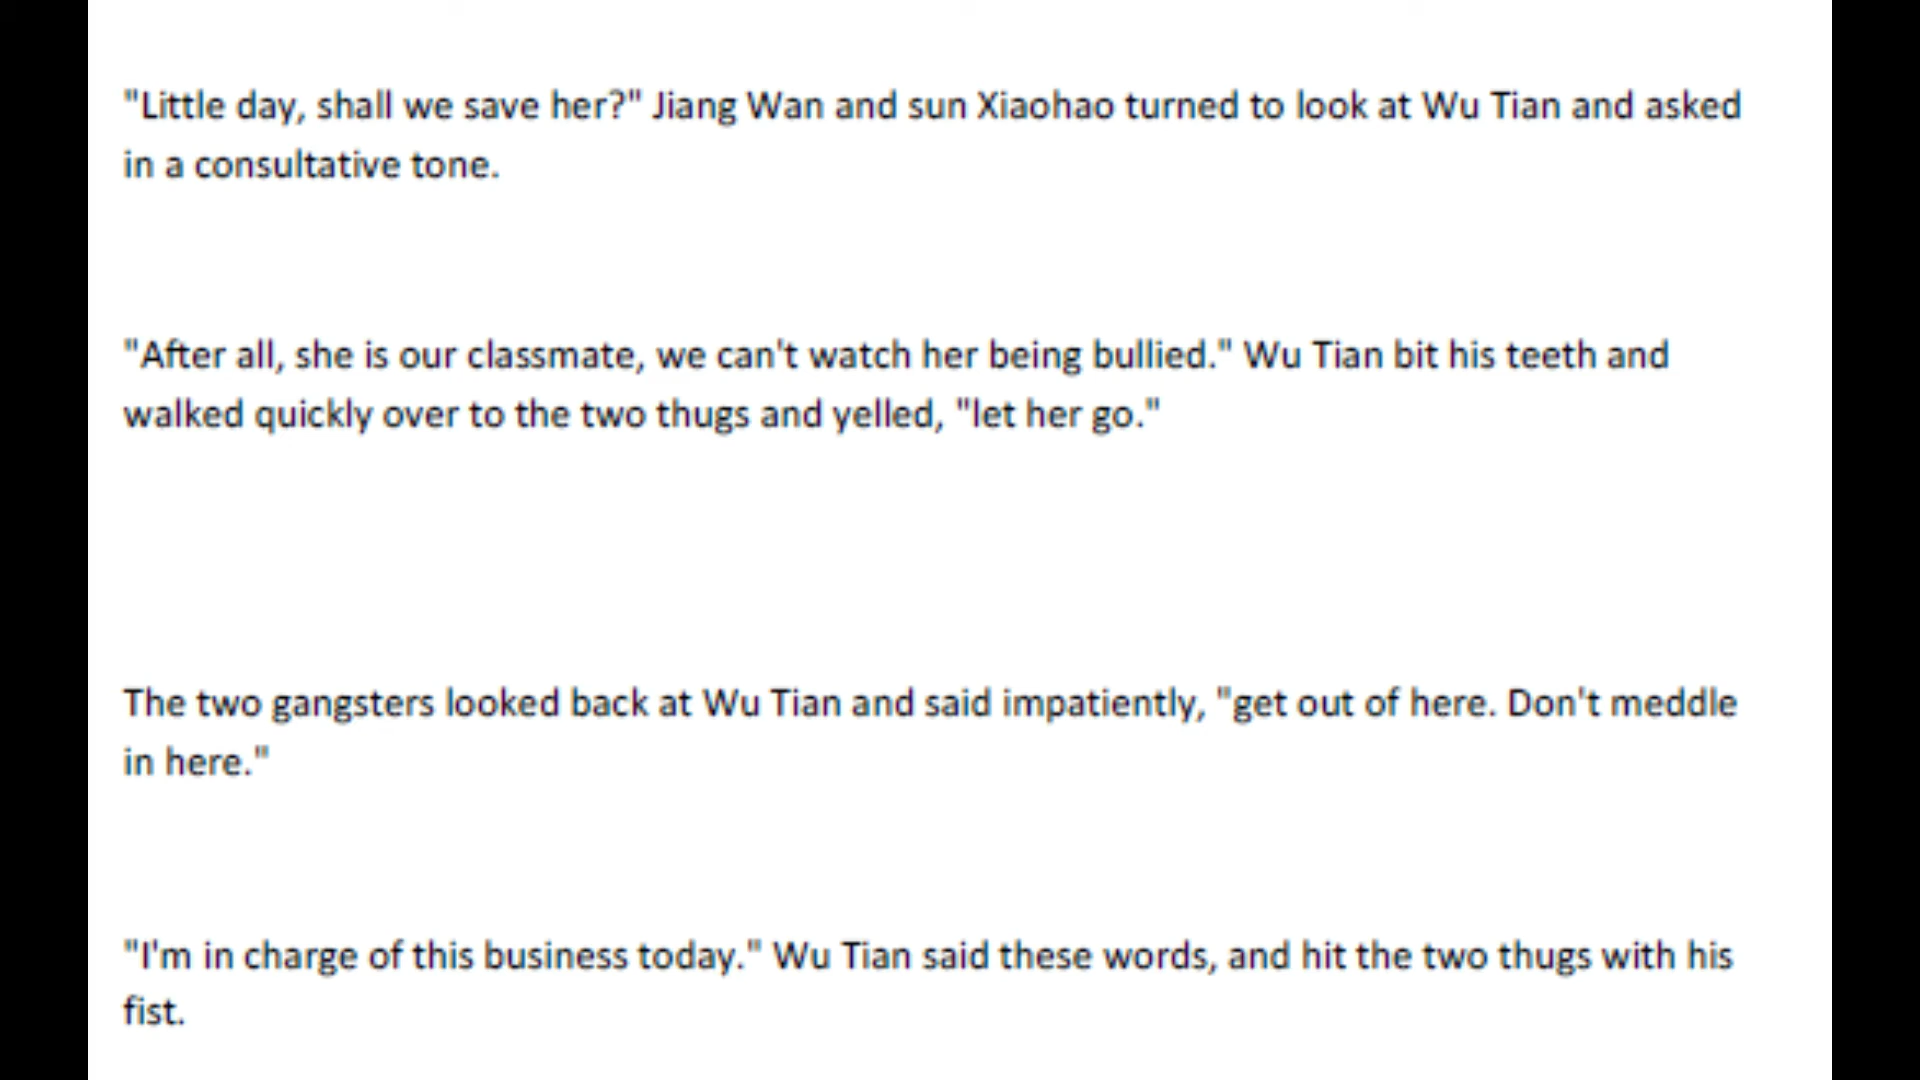 "Little day, shall we save her?" Jiang Wan and sun Xiaohao turned to look at Wu Tian and asked
in a consultative tone.
"After all, she is our classmate, we can't watch her being bullied." Wu Tian bit his teeth and
walked quickly over to the two thugs and yelled, "let her go."
The two gangsters looked back at Wu Tian and said impatiently, "get out of here. Don't meddle
in here."
"I'm in charge of this business today." Wu Tian said these words, and hit the two thugs with his
fist.